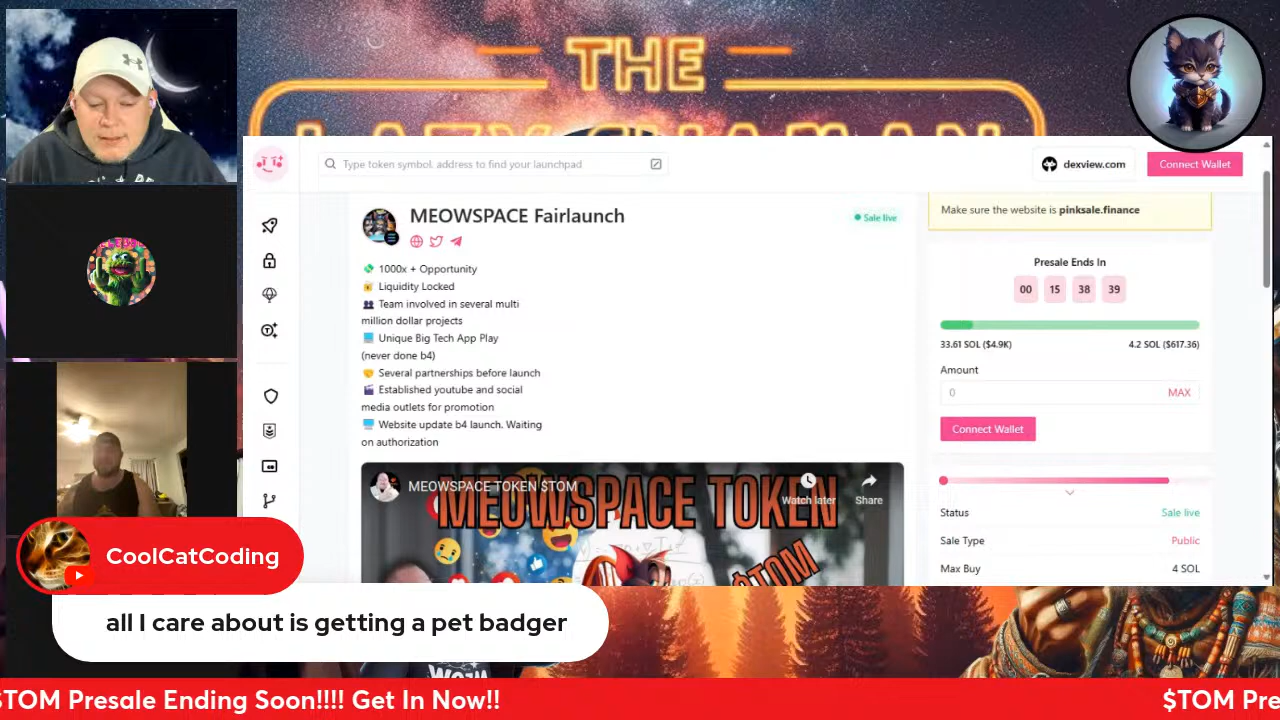 THE
LAZY SHAMAN
Type token symbol. address to find your launchpad
dexview.com
Connect Wallet
MEOWSPACE Fairlaunch
Sale live
1000x + Opportunity
Liquidity Locked
Team involved in several multi
million dollar projects
Unique Big Tech App Play
(never done b4)
Several partnerships before launch
Established youtube and social
media outlets for promotion
Website update b4 launch. Waiting
on authorization
MEOWSPACE TOKEN $TOM
Watch later
Share
MEOWSPACE TOKEN
$TOM
Make sure the website is pinksale.finance
Presale Ends In
00 15 38 39
33.61 SOL ($4.9K)
4.2 SOL ($617.36)
Amount
0
MAX
Connect Wallet
Status
Sale live
Sale Type
Public
Max Buy
4 SOL
CoolCatCoding
all I care about is getting a pet badger
$TOM Presale Ending Soon!!!! Get In Now!!
$TOM Pre